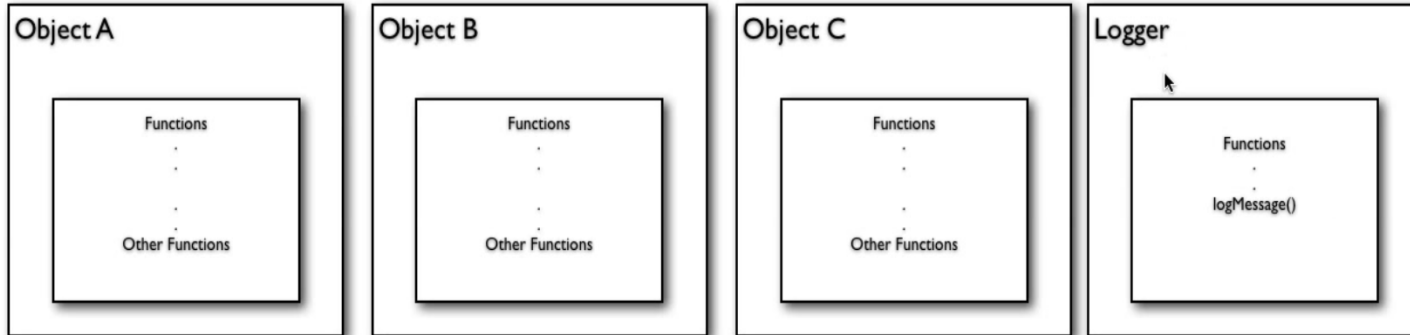 Object A
Functions
.
.
.
.
Other Functions
Object B
Functions
.
.
.
.
Other Functions
Object C
Functions
.
.
.
.
Other Functions
Logger
Functions
.
.
logMessage()